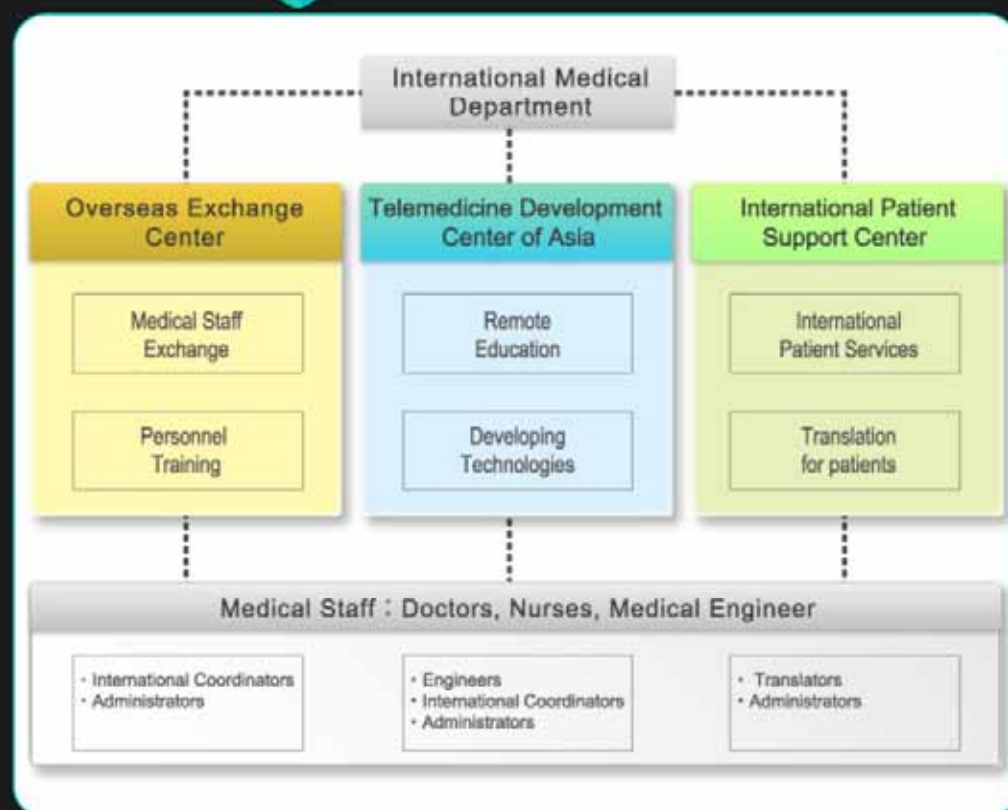 International Medical
Department
Overseas Exchange
Center
Medical Staff
Exchange
Personnel
Training
Telemedicine Development
Center of Asia
Remote
Education
Developing
Technologies
International Patient
Support Center
International
Patient Services
Translation
for patients
Medical Staff : Doctors, Nurses, Medical Engineer
・International Coordinators
・Administrators
・Engineers
・International Coordinators
・Administrators
・Translators
・Administrators